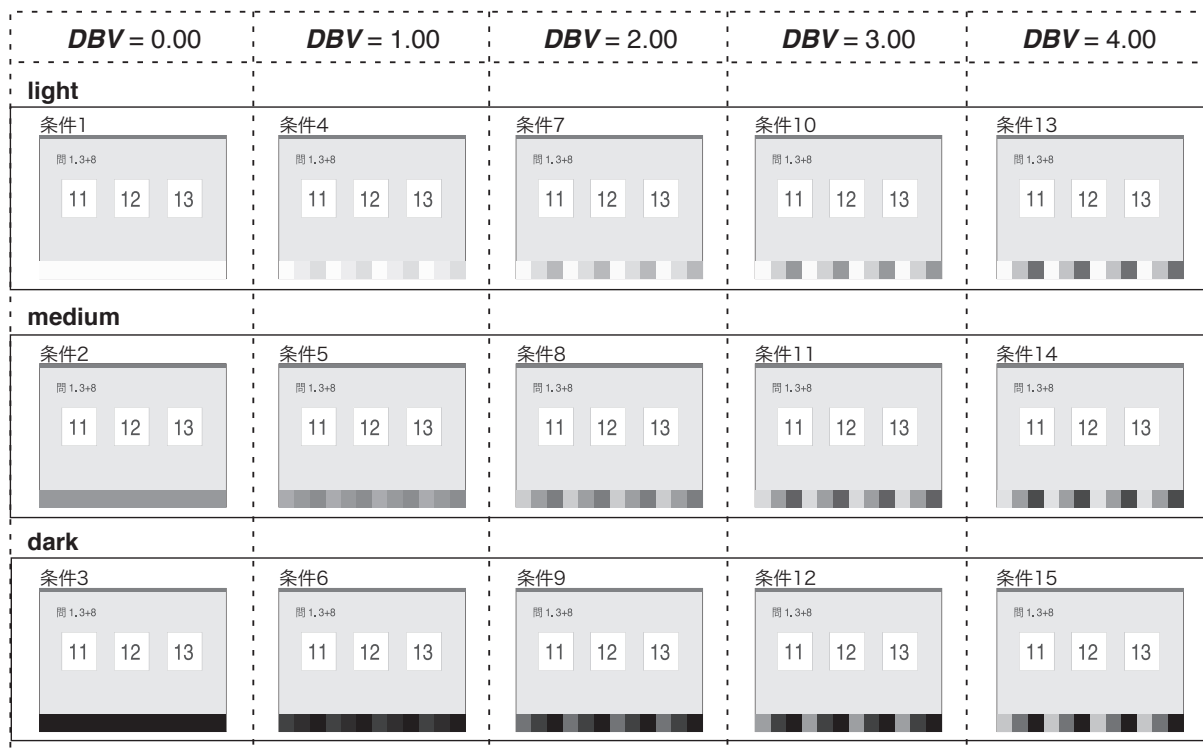 DBV = 0.00 DBV = 1.00 DBV = 2.00 DBV = 3.00 DBV = 4.00
light
条件1 条件4 条件7 条件10 条件13
問1.3+8 問1.3+8 問1.3+8 問1.3+8 問1.3+8
11 12 13 11 12 13 11 12 13 11 12 13 11 12 13
medium
条件2 条件5 条件8 条件11 条件14
問1.3+8 問1.3+8 問1.3+8 問1.3+8 問1.3+8
11 12 13 11 12 13 11 12 13 11 12 13 11 12 13
dark
条件3 条件6 条件9 条件12 条件15
問1.3+8 問1.3+8 問1.3+8 問1.3+8 問1.3+8
11 12 13 11 12 13 11 12 13 11 12 13 11 12 13